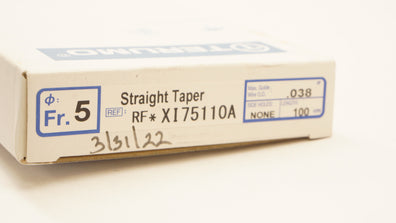 TERUMO®
φ:
Fr. 5
Straight Taper
REF: RF* XI75110A
Max. Guide Wire O.D. .038"
SIDE HOLES NONE
LENGTH 100 cm
3/31/22